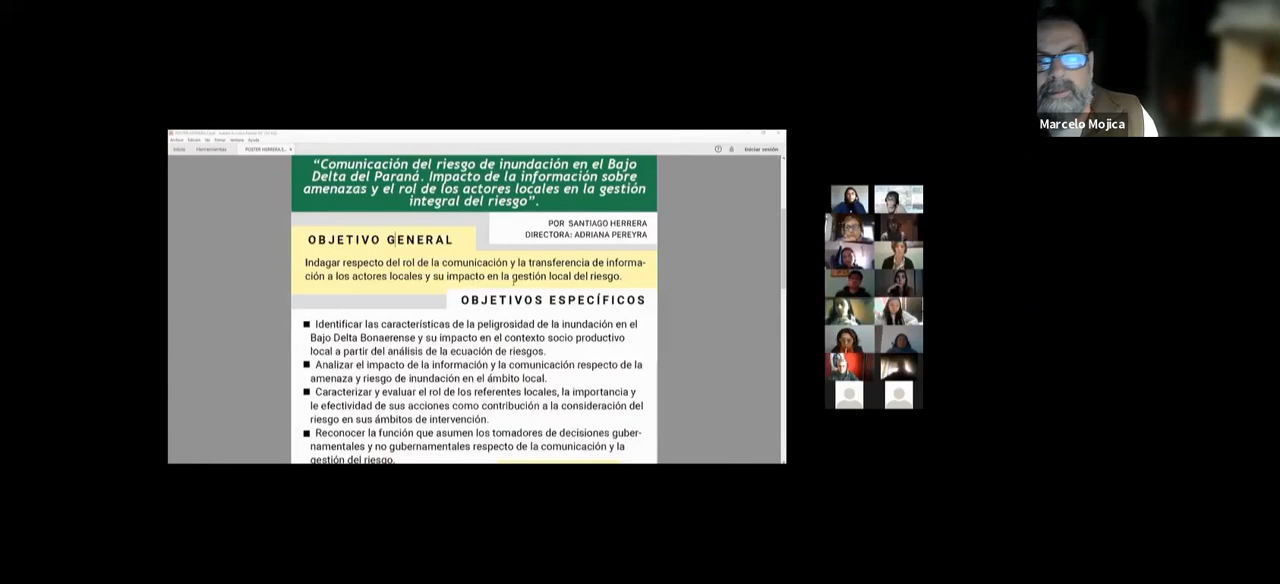 Inicio
Herramientas
POSTER HERRERA S...
Iniciar sesión
“Comunicación del riesgo de inundación en el Bajo
Delta del Paraná. Impacto de la información sobre
amenazas y el rol de los actores locales en la gestión
integral del riesgo”.
POR SANTIAGO HERRERA
DIRECTORA: ADRIANA PEREYRA
OBJETIVO GENERAL
Indagar respecto del rol de la comunicación y la transferencia de informa-
ción a los actores locales y su impacto en la gestión local del riesgo.
OBJETIVOS ESPECÍFICOS
■ Identificar las características de la peligrosidad de la inundación en el
Bajo Delta Bonaerense y su impacto en el contexto socio productivo
local a partir del análisis de la ecuación de riesgos.
■ Analizar el impacto de la información y la comunicación respecto de la
amenaza y riesgo de inundación en el ámbito local.
■ Caracterizar y evaluar el rol de los referentes locales, la importancia y
le efectividad de sus acciones como contribución a la consideración del
riesgo en sus ámbitos de intervención.
■ Reconocer la función que asumen los tomadores de decisiones guber-
namentales y no gubernamentales respecto de la comunicación y la
gestión del riesgo.
Marcelo Mojica